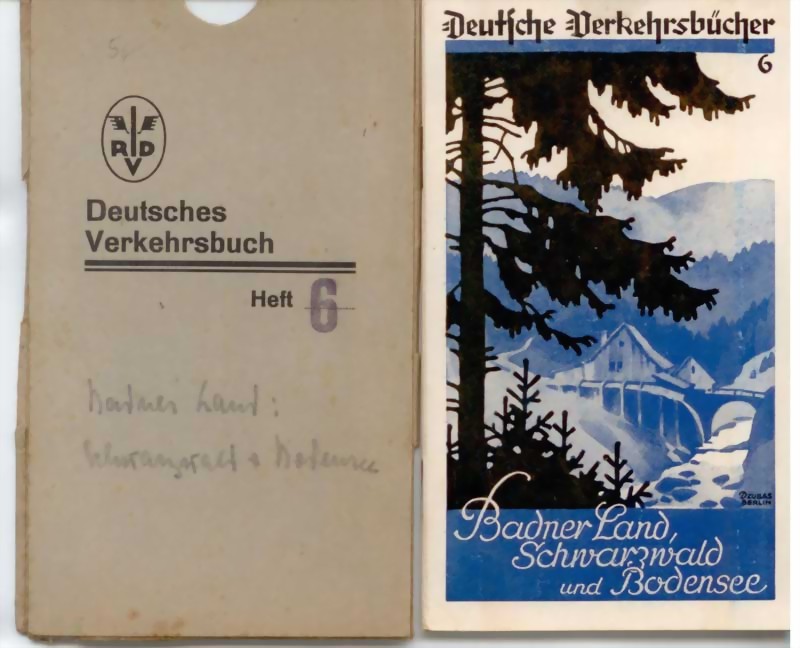 5.
RDV
Deutsches
Verkehrsbuch
Heft 6
Badner Land:
Schwarzwald + Bodensee
Deutsche Verkehrsbücher
6
DZUBAS
BERLIN
Badner Land,
Schwarzwald
und Bodensee